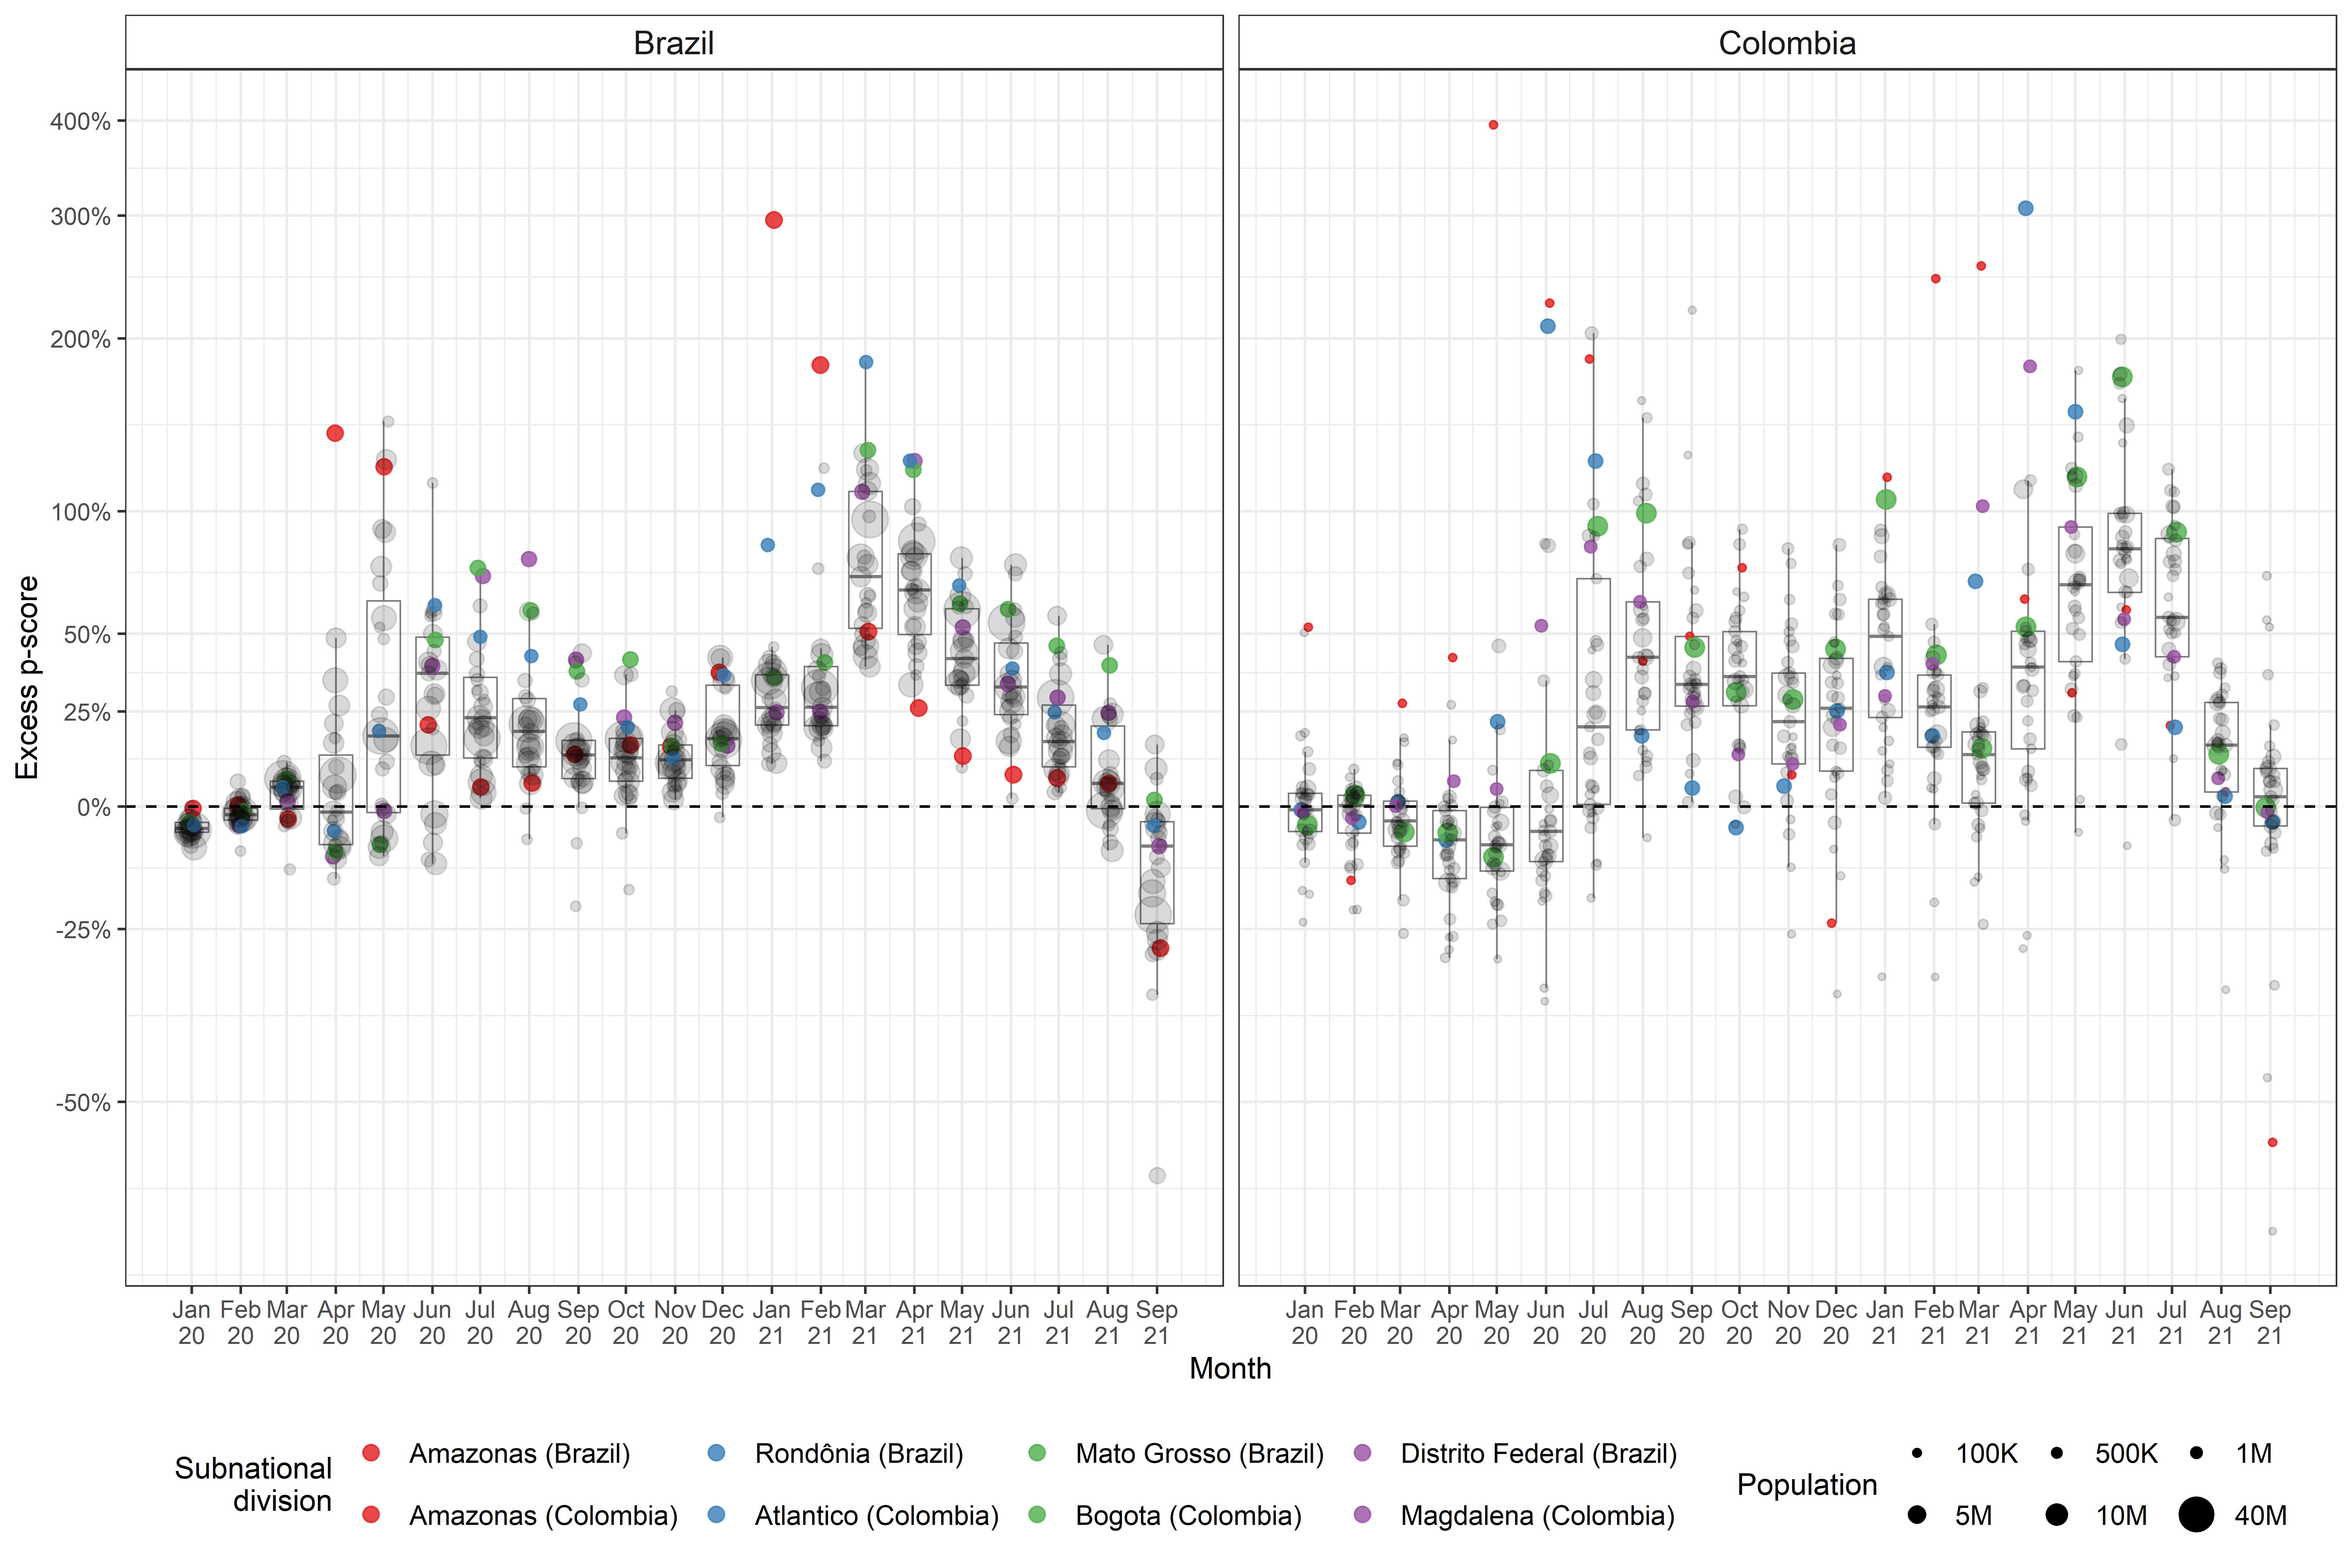 Brazil
Colombia
Excess p-score
400%
300%
200%
100%
50%
25%
0%
-25%
-50%
Jan Feb Mar Apr May Jun Jul Aug Sep Oct Nov Dec Jan Feb Mar Apr May Jun Jul Aug Sep
20 20 20 20 20 20 20 20 20 20 20 20 21 21 21 21 21 21 21 21 21
Jan Feb Mar Apr May Jun Jul Aug Sep Oct Nov Dec Jan Feb Mar Apr May Jun Jul Aug Sep
20 20 20 20 20 20 20 20 20 20 20 20 21 21 21 21 21 21 21 21 21
Month
Subnational
division
Amazonas (Brazil) Rondônia (Brazil) Mato Grosso (Brazil) Distrito Federal (Brazil)
Amazonas (Colombia) Atlantico (Colombia) Bogota (Colombia) Magdalena (Colombia)
Population
100K 500K 1M
5M 10M 40M